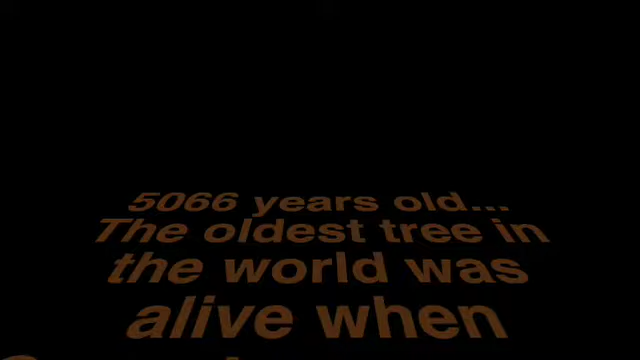 5066 years old...
The oldest tree in
the world was
alive when